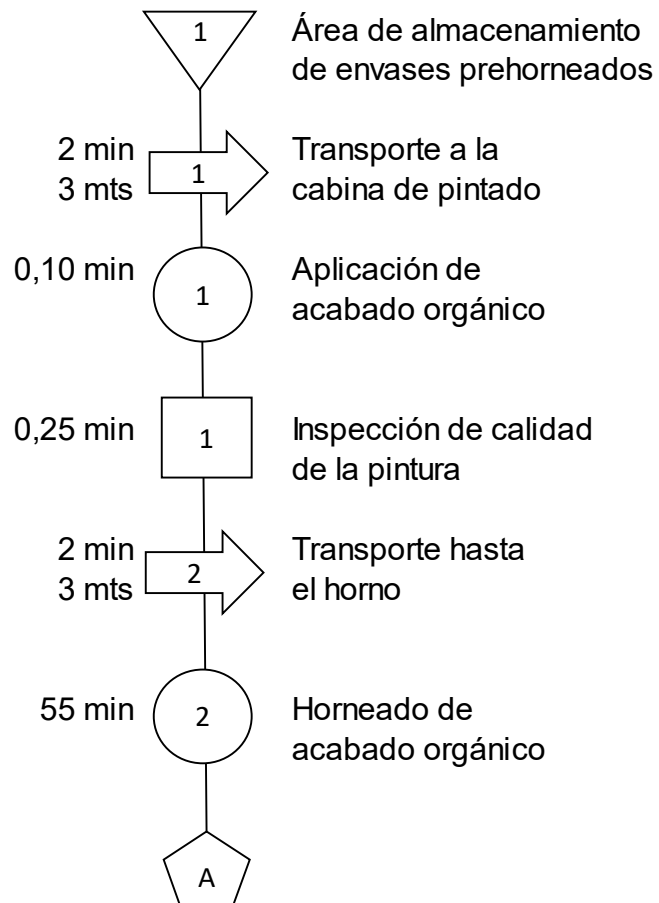 1
Área de almacenamiento
de envases prehorneados
2 min
3 mts
1
Transporte a la
cabina de pintado
0,10 min
1
Aplicación de
acabado orgánico
0,25 min
1
Inspección de calidad
de la pintura
2 min
3 mts
2
Transporte hasta
el horno
55 min
2
Horneado de
acabado orgánico
A